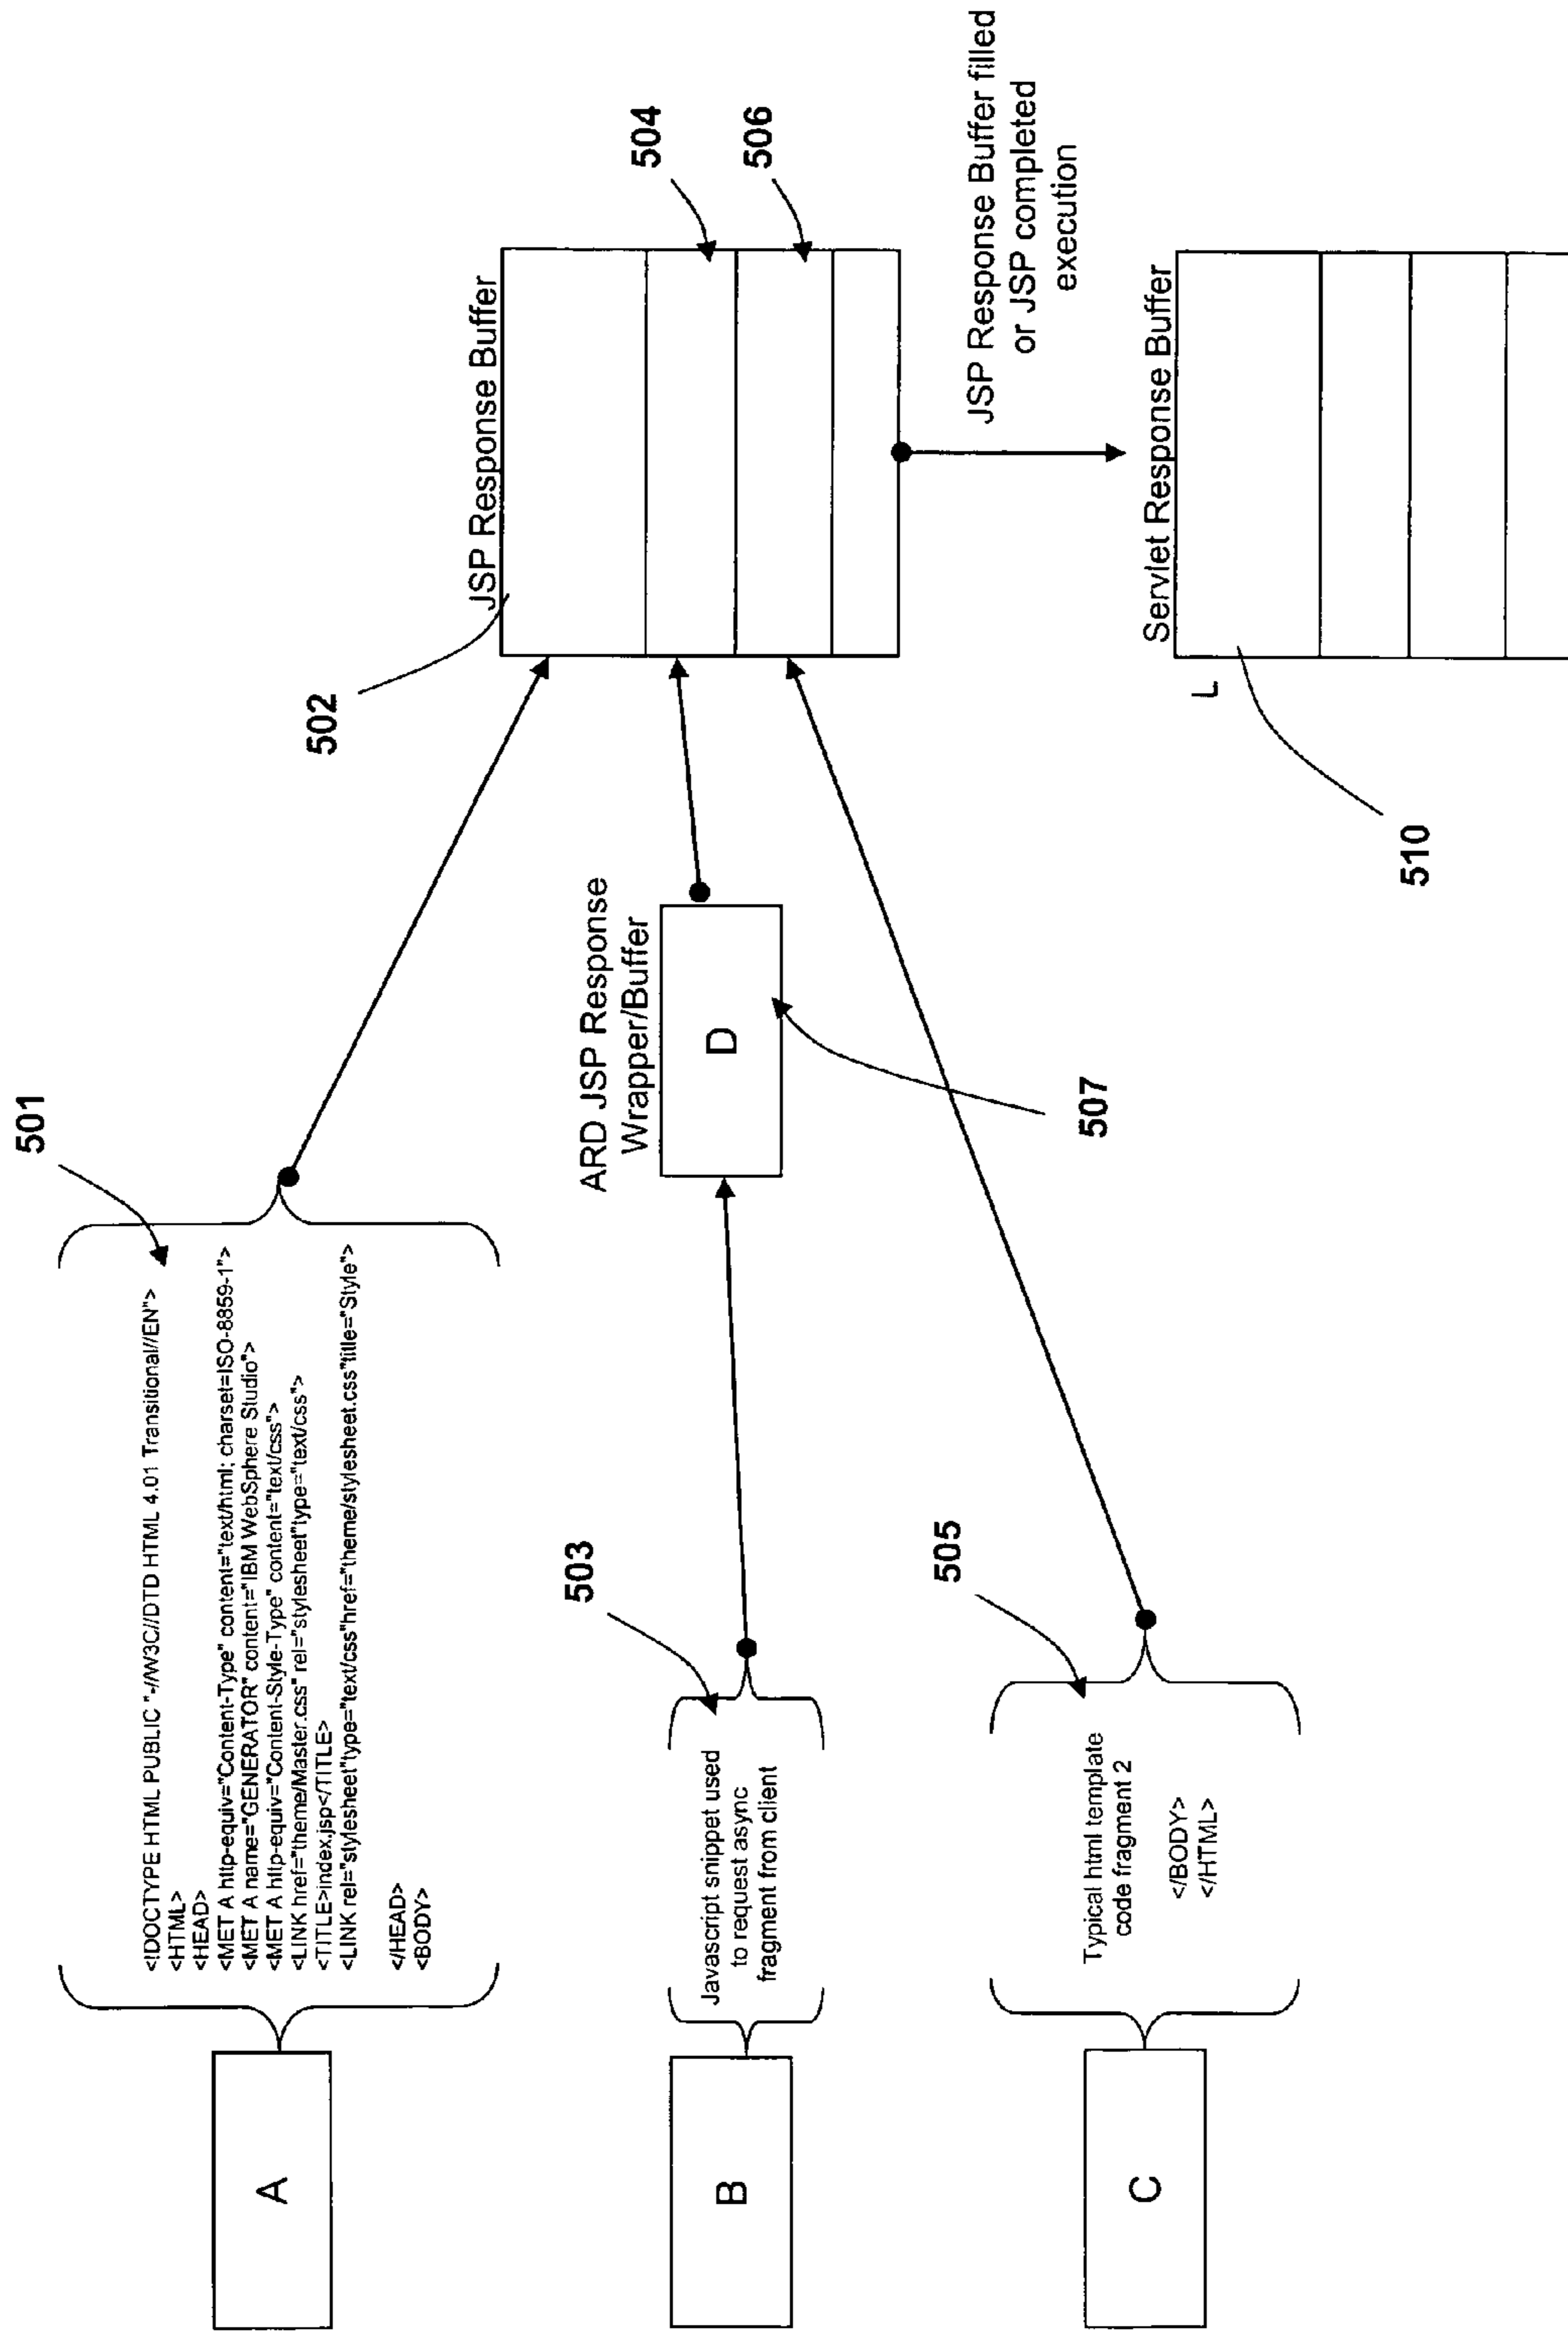 501
A
<!DOCTYPE HTML PUBLIC "-//W3C//DTD HTML 4.01 Transitional//EN">
<HTML>
<HEAD>
<MET A http-equiv="Content-Type" content="text/html; charset=ISO-8859-1">
<MET A name="GENERATOR" content="IBM WebSphere Studio">
<MET A http-equiv="Content-Style-Type" content="text/css">
<LINK href="theme/Master.css" rel="stylesheet"type="text/css">
<TITLE>index.jsp</TITLE>
<LINK rel="stylesheet"type="text/css"href="theme/stylesheet.css"title="Style">
</HEAD>
<BODY>
502
JSP Response Buffer
504
506
503
B
Javascript snippet used
to request async
fragment from client
ARD JSP Response
Wrapper/Buffer
D
507
505
C
Typical html template
code fragment 2
</BODY>
</HTML>
JSP Response Buffer filled
or JSP completed
execution
Servlet Response Buffer
L
510